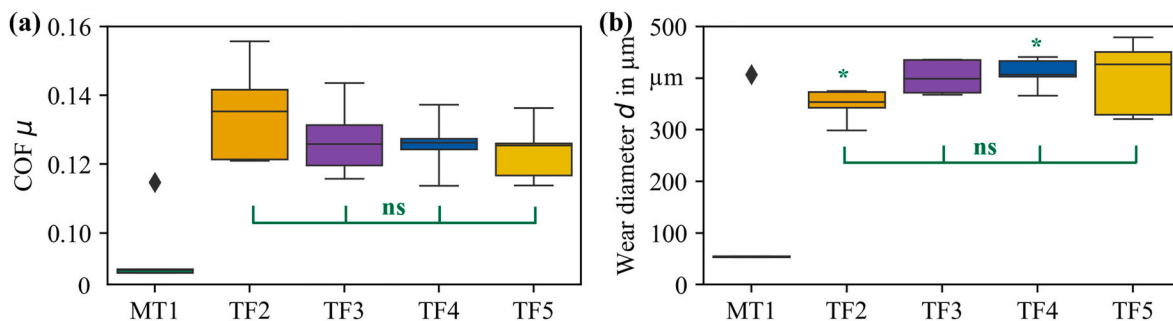 (a)
COF μ
0.16
0.14
0.12
0.10
0
ns
MT1 TF2 TF3 TF4 TF5
(b)
Wear diameter d in μm
500
μm
300
200
100
0
*
*
ns
MT1 TF2 TF3 TF4 TF5